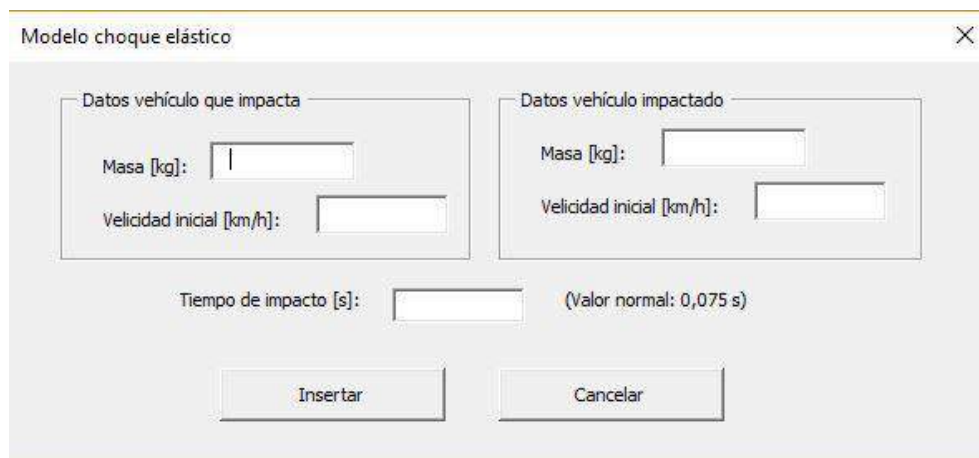 Modelo choque elástico
Datos vehículo que impacta
Masa [kg]:
Velicidad inicial [km/h]:
Datos vehículo impactado
Masa [kg]:
Velicidad inicial [km/h]:
Tiempo de impacto [s]:
(Valor normal: 0,075 s)
Insertar
Cancelar